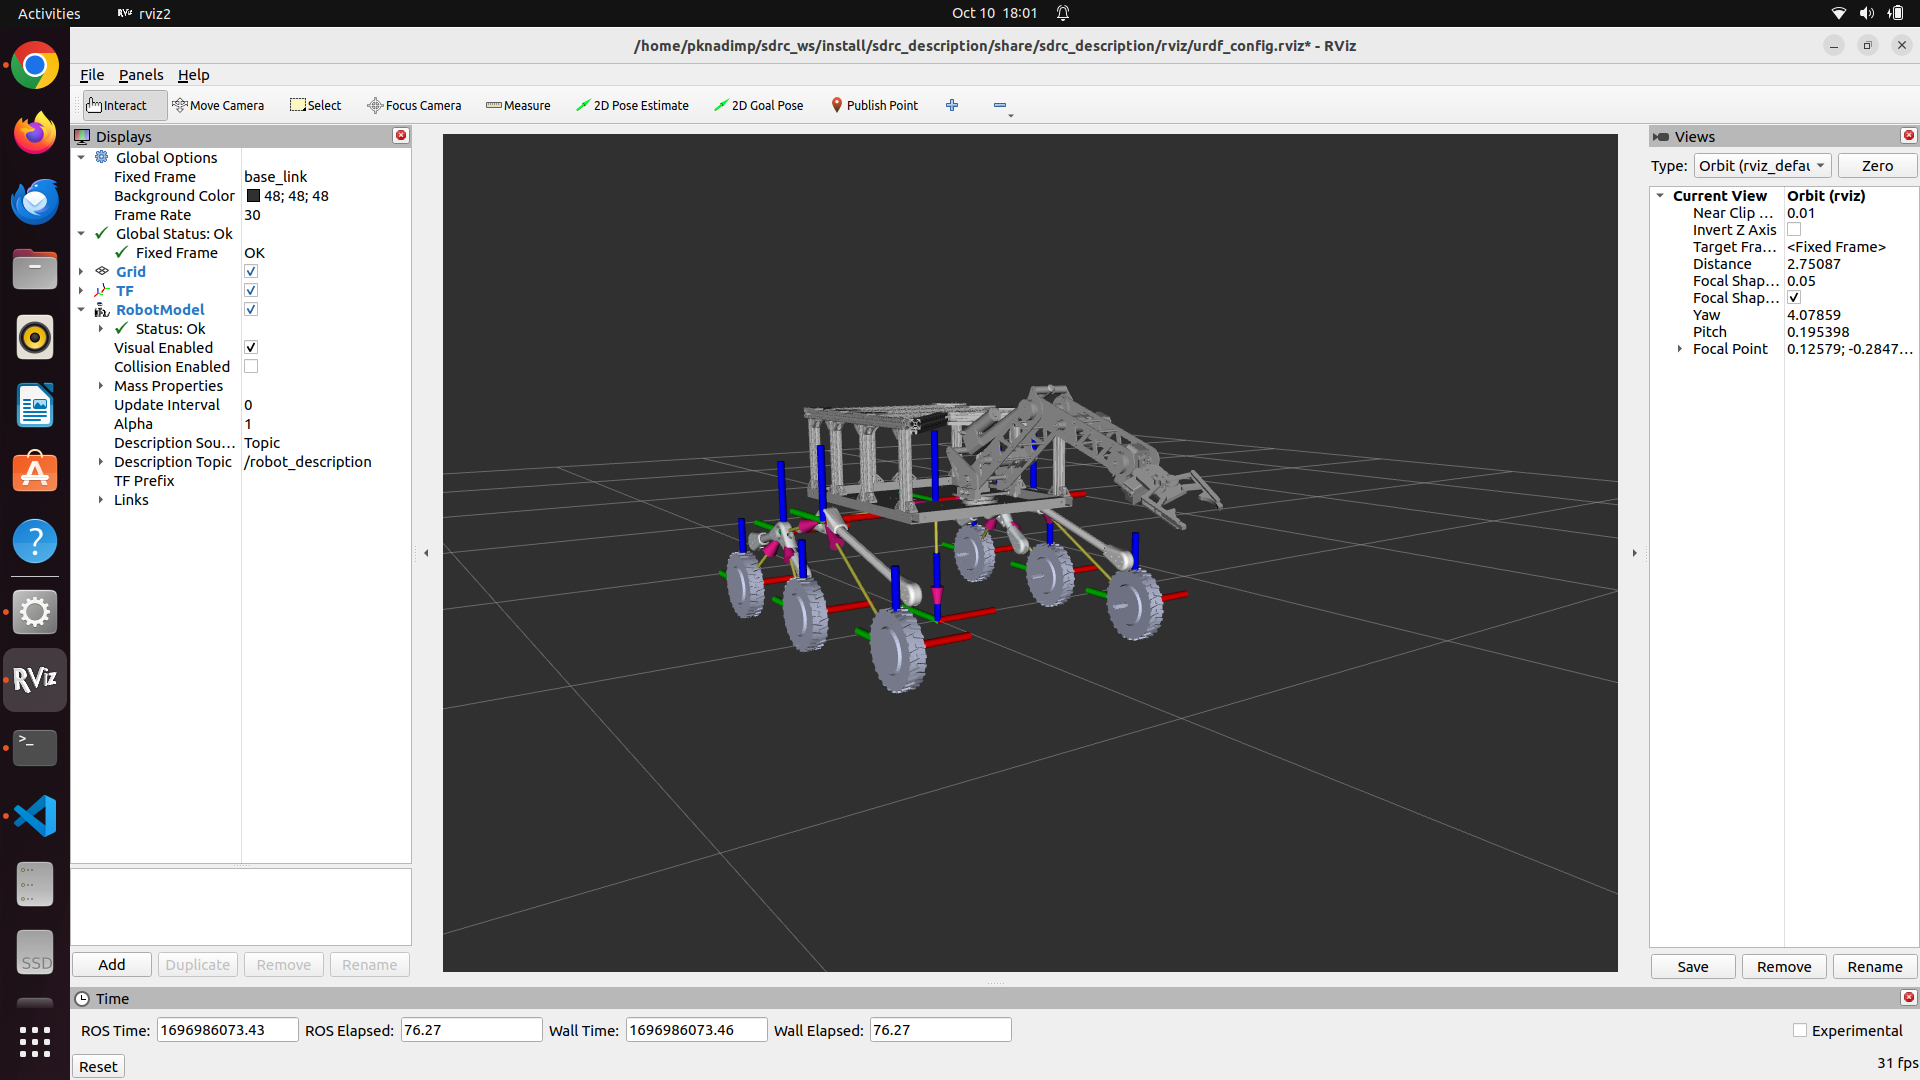 Activities
rviz2
Oct 10 18:01
/home/pknadimp/sdrc_ws/install/sdrc_description/share/sdrc_description/rviz/urdf_config.rviz* - RViz
File Panels Help
Interact Move Camera Select Focus Camera Measure 2D Pose Estimate 2D Goal Pose Publish Point
Displays
Global Options
Fixed Frame base_link
Background Color 48; 48; 48
Frame Rate 30
Global Status: Ok
Fixed Frame OK
Grid
TF
RobotModel
Status: Ok
Visual Enabled
Collision Enabled
Mass Properties
Update Interval 0
Alpha 1
Description Sou... Topic
Description Topic /robot_description
TF Prefix
Links
Add Duplicate Remove Rename
Views
Type: Orbit (rviz_defau Zero
Current View Orbit (rviz)
Near Clip ... 0.01
Invert Z Axis
Target Fra... <Fixed Frame>
Distance 2.75087
Focal Shap... 0.05
Focal Shap...
Yaw 4.07859
Pitch 0.195398
Focal Point 0.12579; -0.2847...
Save Remove Rename
Time
ROS Time: 1696986073.43 ROS Elapsed: 76.27 Wall Time: 1696986073.46 Wall Elapsed: 76.27 Experimental
Reset
31 fps
RViz
SSD